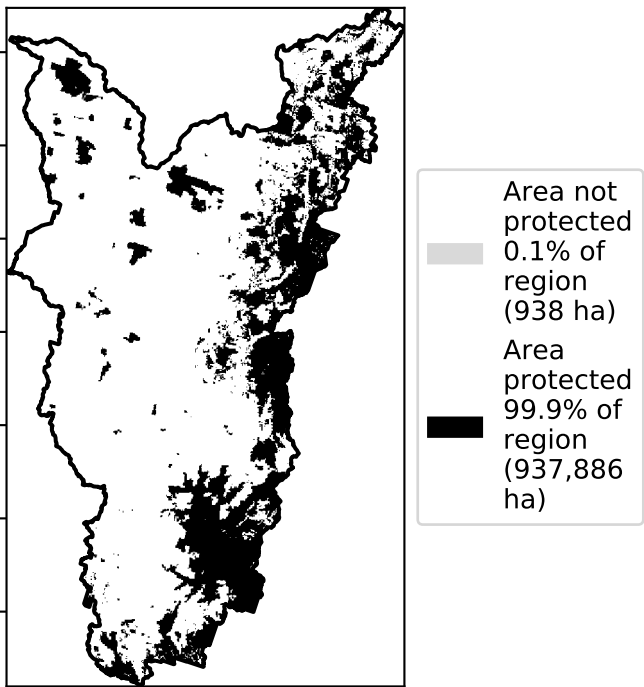 Area not
protected
0.1% of
region
(938 ha)
Area
protected
99.9% of
region
(937,886
ha)